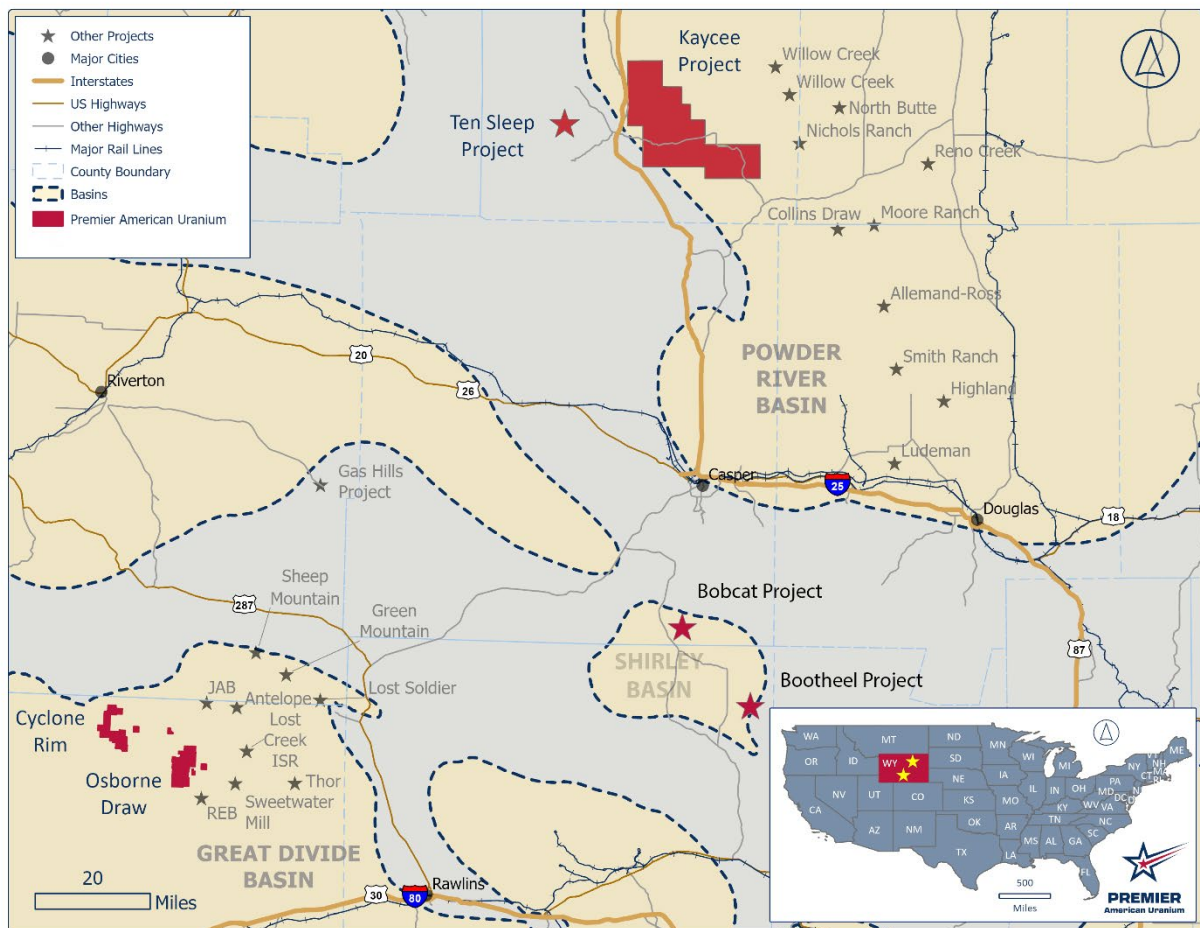 Other Projects
Major Cities
Interstates
US Highways
Other Highways
Major Rail Lines
County Boundary
Basins
Premier American Uranium
Kaycee
Project
Willow Creek
Willow Creek
North Butte
Nichols Ranch
Reno Creek
Ten Sleep
Project
Collins Draw
Moore Ranch
Allemand-Ross
POWDER
RIVER
BASIN
Smith Ranch
Highland
20
26
Riverton
Ludeman
Casper
25
Douglas
18
Gas Hills
Project
Sheep
Mountain
287
Green
Mountain
Bobcat Project
87
SHIRLEY
BASIN
Bootheel Project
JAB
Antelope
Lost Soldier
Cyclone
Rim
Lost
Creek
ISR
Osborne
Draw
Thor
REB
Sweetwater
Mill
GREAT DIVIDE
BASIN
20
Miles
30
80
Rawlins
WA
MT
ND
MN
ME
OR
ID
WY
SD
WI
MI
NY
NH
MA
CT
RI
NV
UT
CO
NE
IA
IL
IN
OH
PA
MD
DC
CA
KS
MO
KY
WV
VA
AZ
NM
OK
AR
TN
NC
SC
TX
LA
MS
AL
GA
FL
500
Miles
PREMIER
American Uranium